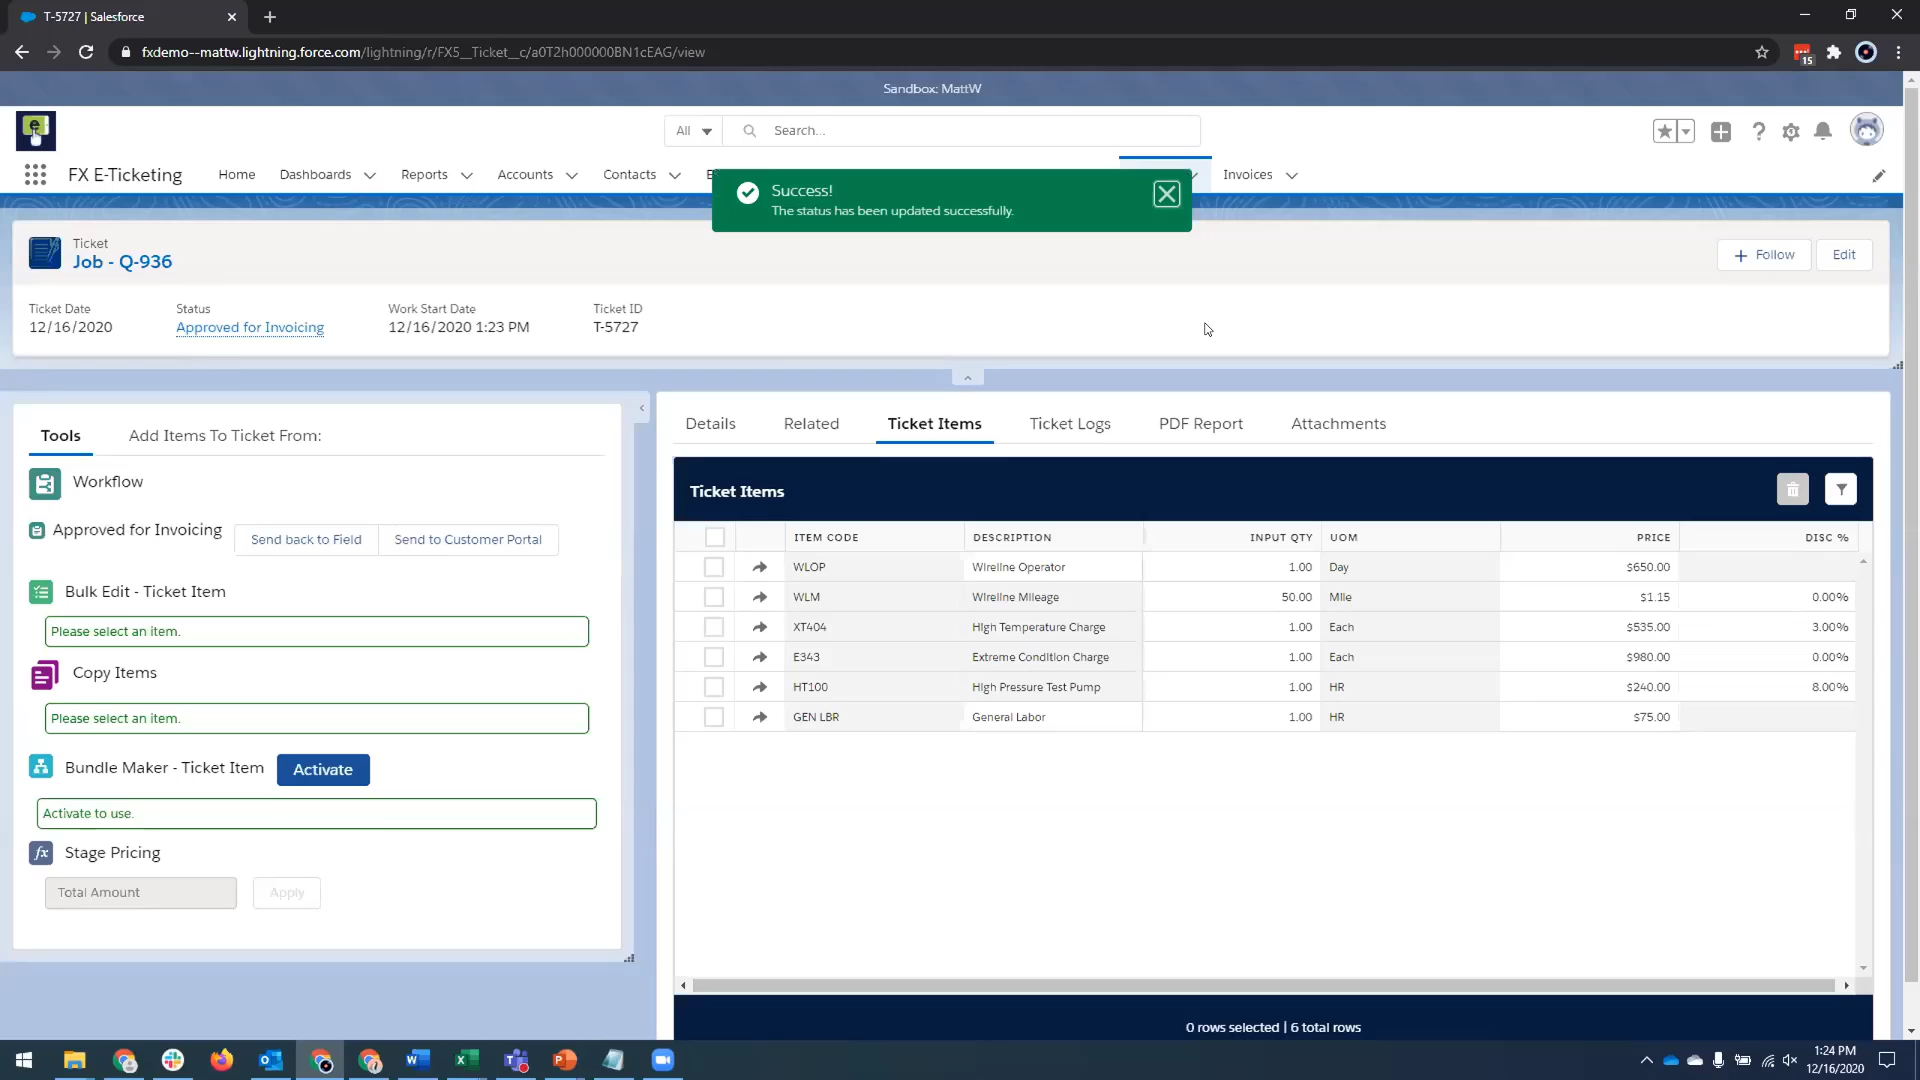 T-5727 | Salesforce
fxdemo--mattw.lightning.force.com/lightning/r/FX5__Ticket__c/a0T2h000000BN1cEAG/view
15
Sandbox: MattW
All
Search...
FX E-Ticketing
Home
Dashboards
Reports
Accounts
Contacts
Invoices
Success!
The status has been updated successfully.
Ticket
Job - Q-936
Follow
Edit
Ticket Date
Status
Work Start Date
Ticket ID
12/16/2020
Approved for Invoicing
12/16/2020 1:23 PM
T-5727
Tools
Add Items To Ticket From:
Workflow
Approved for Invoicing
Send back to Field
Send to Customer Portal
Bulk Edit - Ticket Item
Please select an item.
Copy Items
Please select an item.
Bundle Maker - Ticket Item
Activate
Activate to use.
fx
Stage Pricing
Total Amount
Apply
Details
Related
Ticket Items
Ticket Logs
PDF Report
Attachments
Ticket Items
ITEM CODE DESCRIPTION INPUT QTY UOM PRICE DISC %
WLOP Wireline Operator 1.00 Day $650.00
WLM Wireline Mileage 50.00 Mile $1.15 0.00%
XT404 High Temperature Charge 1.00 Each $535.00 3.00%
E343 Extreme Condition Charge 1.00 Each $980.00 0.00%
HT100 High Pressure Test Pump 1.00 HR $240.00 8.00%
GEN LBR General Labor 1.00 HR $75.00
0 rows selected | 6 total rows
1:24 PM
12/16/2020